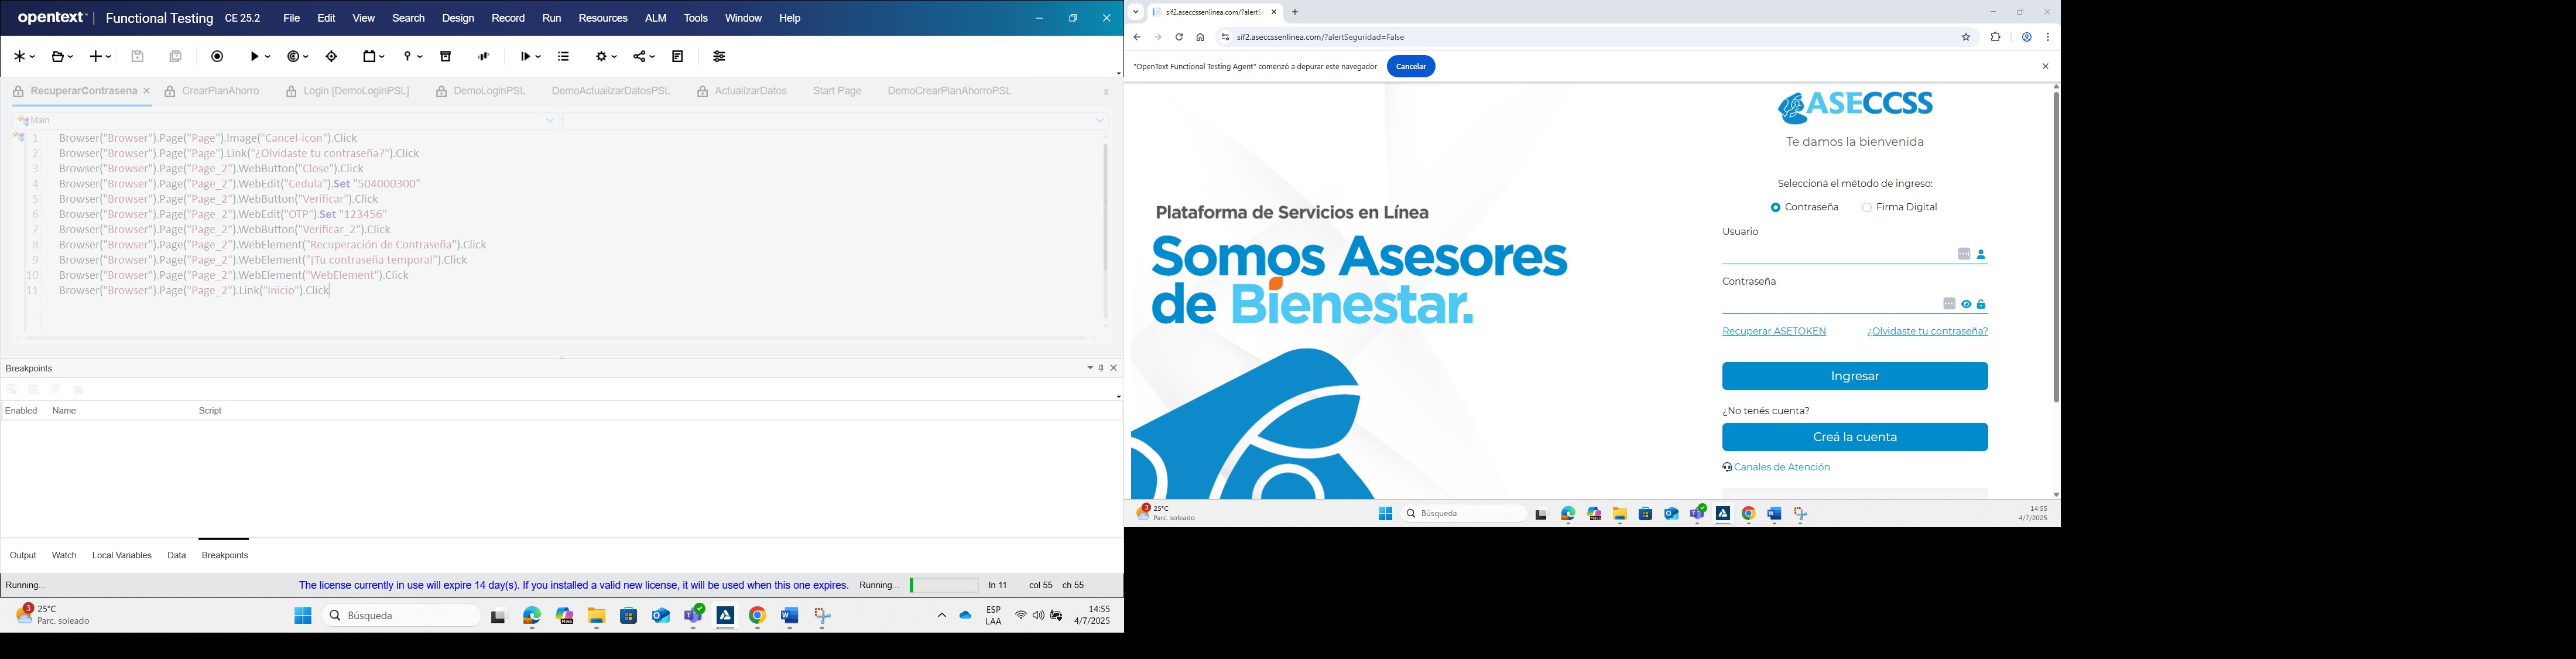 opentext | Functional Testing CE 25.2 File Edit View Search Design Record Run Resources ALM Tools Window Help
RecuperarContrasena CrearPlanAhorro Login [DemoLoginPSL] DemoLoginPSL DemoActualizarDatosPSL ActualizarDatos Start Page DemoCrearPlanAhorroPSL
Main
1 Browser("Browser").Page("Page").Image("Cancel-icon").Click
2 Browser("Browser").Page("Page").Link("¿Olvidaste tu contraseña?").Click
3 Browser("Browser").Page("Page_2").WebButton("Close").Click
4 Browser("Browser").Page("Page_2").WebEdit("Cedula").Set "504000300"
5 Browser("Browser").Page("Page_2").WebButton("Verificar").Click
6 Browser("Browser").Page("Page_2").WebEdit("OTP").Set "123456"
7 Browser("Browser").Page("Page_2").WebButton("Verificar_2").Click
8 Browser("Browser").Page("Page_2").WebElement("Recuperación de Contraseña").Click
9 Browser("Browser").Page("Page_2").WebElement("¡Tu contraseña temporal").Click
10 Browser("Browser").Page("Page_2").WebElement("WebElement").Click
11 Browser("Browser").Page("Page_2").Link("Inicio").Click
Breakpoints
Enabled Name Script
Output Watch Local Variables Data Breakpoints
Running... The license currently in use will expire 14 day(s). If you installed a valid new license, it will be used when this one expires. Running... ln 11 col 55 ch 55
3 25°C
Parc. soleado
Búsqueda
ESP
LAA
14:55
4/7/2025
sif2.aseccssenlinea.com/?alertSe
sif2.aseccssenlinea.com/?alertSeguridad=False
"OpenText Functional Testing Agent" comenzó a depurar este navegador Cancelar
Plataforma de Servicios en Línea
Somos Asesores
de Bienestar.
ASECCSS
Te damos la bienvenida
Seleccioná el método de ingreso:
Contraseña Firma Digital
Usuario
Contraseña
Recuperar ASETOKEN ¿Olvidaste tu contraseña?
Ingresar
¿No tenés cuenta?
Creá la cuenta
Canales de Atención
3 25°C
Parc. soleado
Búsqueda
14:55
4/7/2025